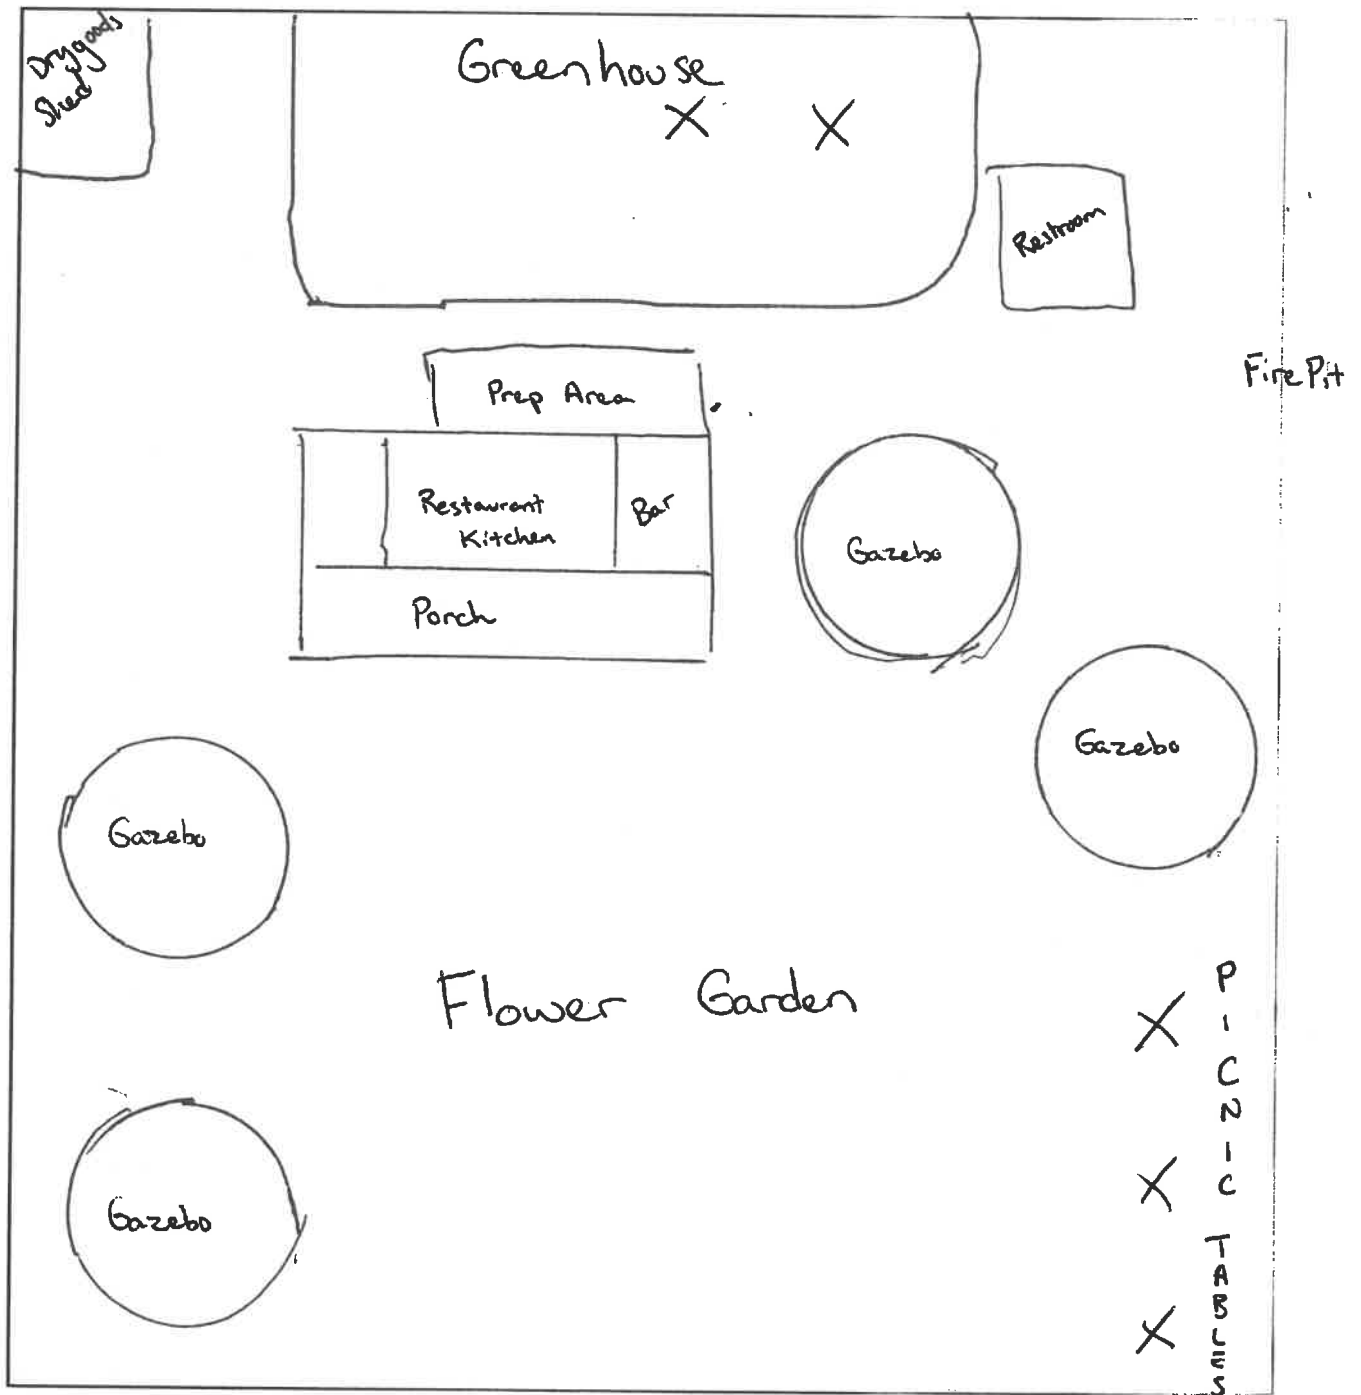 Drygoods
Shed
Greenhouse
X X
Restroom
Fire Pit
Prep Area
Restaurant
Kitchen
Bar
Gazebo
Porch
Gazebo
Gazebo
Flower Garden
PICNIC TABLES
X
X
X
Gazebo